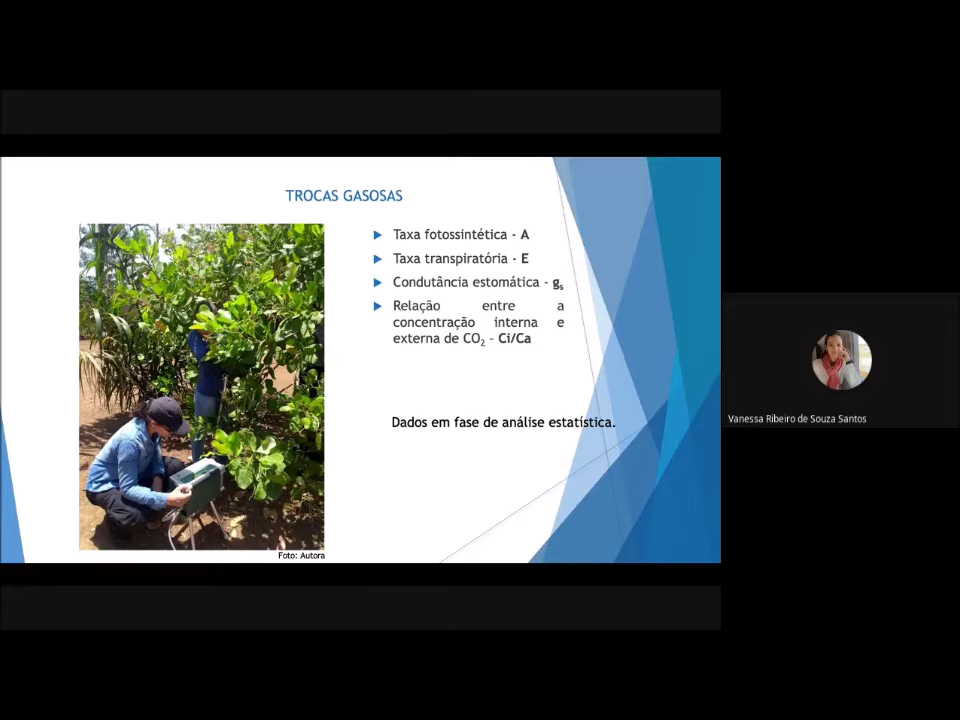 TROCAS GASOSAS
Taxa fotossintética - A
Taxa transpiratória - E
Condutância estomática - gs
Relação entre a
concentração interna e
externa de CO2 - Ci/Ca
Dados em fase de análise estatística.
Foto: Autora
Vanessa Ribeiro de Souza Santos